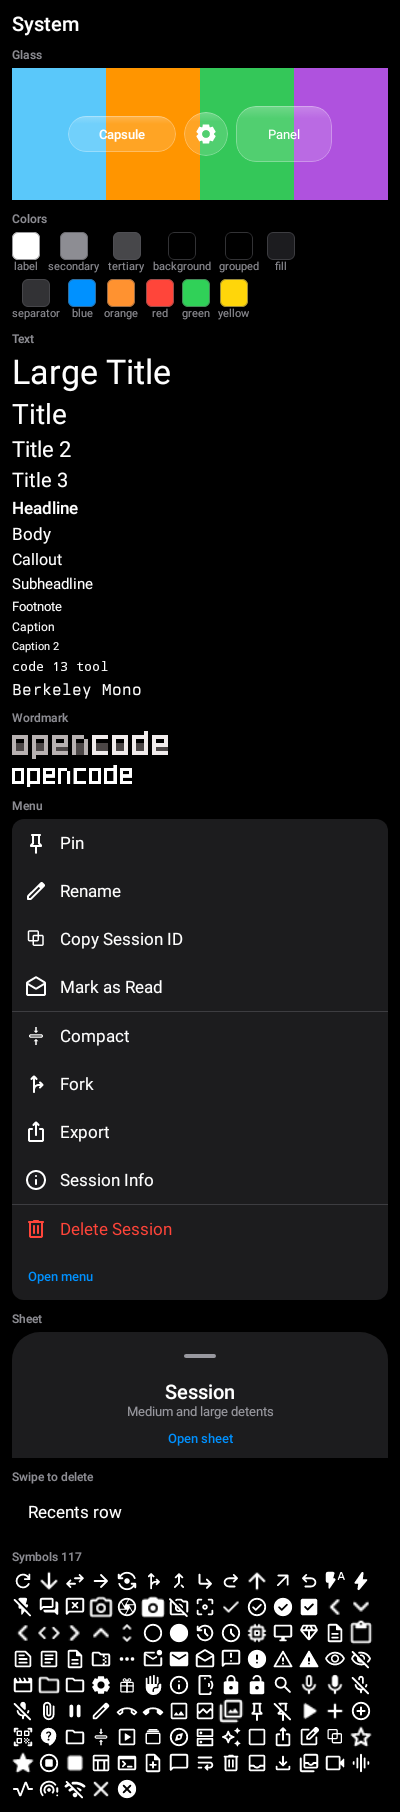 System
Glass
Capsule
Panel
Colors
label secondary tertiary background grouped fill
separator blue orange red green yellow
Text
Large Title
Title
Title 2
Title 3
Headline
Body
Callout
Subheadline
Footnote
Caption
Caption 2
code 13 tool
Berkeley Mono
Wordmark
opencode
opencode
Menu
Pin
Rename
Copy Session ID
Mark as Read
Compact
Fork
Export
Session Info
Delete Session
Open menu
Sheet
Session
Medium and large detents
Open sheet
Swipe to delete
Recents row
Symbols 117